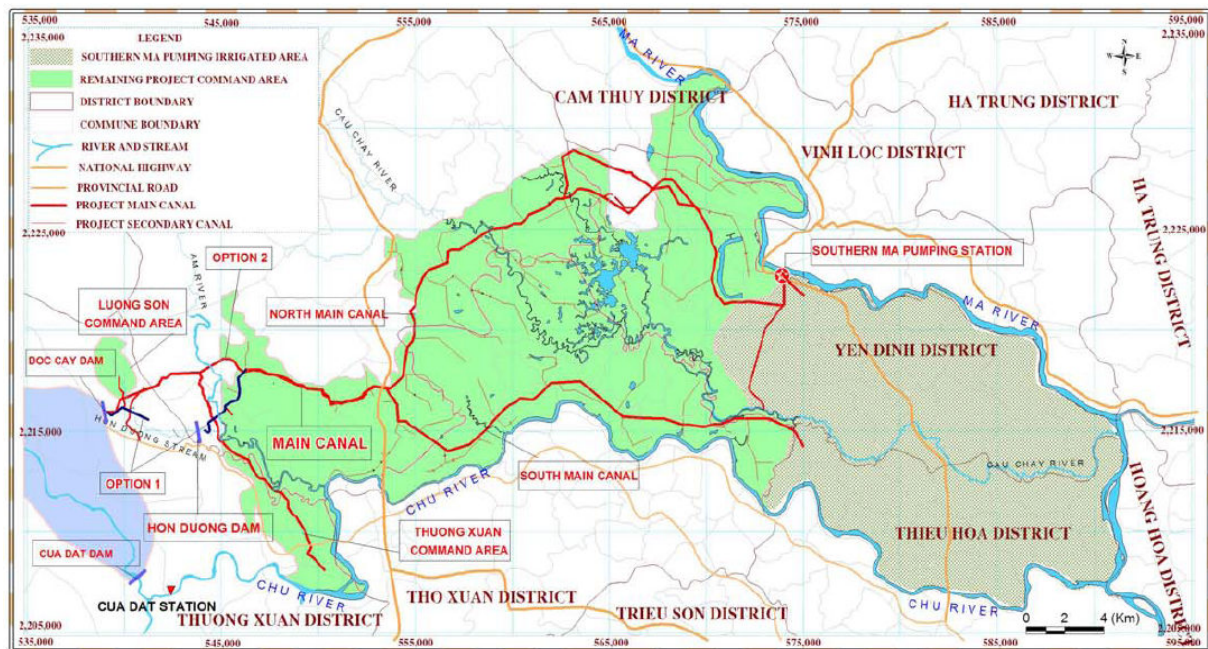 535,000 545,000 555,000 565,000 575,000 585,000 595,000
2,235,000 2,235,000
LEGEND
SOUTHERN MA PUMPING IRRIGATED AREA
REMAINING PROJECT COMMAND AREA
DISTRICT BOUNDARY
COMMUNE BOUNDARY
RIVER AND STREAM
NATIONAL HIGHWAY
PROVINCIAL ROAD
PROJECT MAIN CANAL
PROJECT SECONDARY CANAL
N
W E
S
MA RIVER
CAM THUY DISTRICT
HA TRUNG DISTRICT
CAU CHAY RIVER
VINH LOC DISTRICT
HA TRUNG DISTRICT
2,225,000 2,225,000
OPTION 2
AM RIVER
SOUTHERN MA PUMPING STATION
LUONG SON
COMMAND AREA
NORTH MAIN CANAL
MA RIVER
DOC CAY DAM
YEN DINH DISTRICT
HON DUONG STREAM
2,215,000 2,215,000
MAIN CANAL
OPTION 1
SOUTH MAIN CANAL
CAU CHAY RIVER
CHU RIVER
HON DUONG DAM
THUONG XUAN
COMMAND AREA
THIEU HOA DISTRICT
HOANG HOA DISTRE
CUA DAT DAM
CUA DAT STATION
CHU RIVER
THO XUAN DISTRICT
CHU RIVER
THUONG XUAN DISTRICT
TRIEU SON DISTRICT
0 2 4 (Km)
2,205,000 2,205,000
535,000 545,000 555,000 565,000 575,000 585,000 595,000